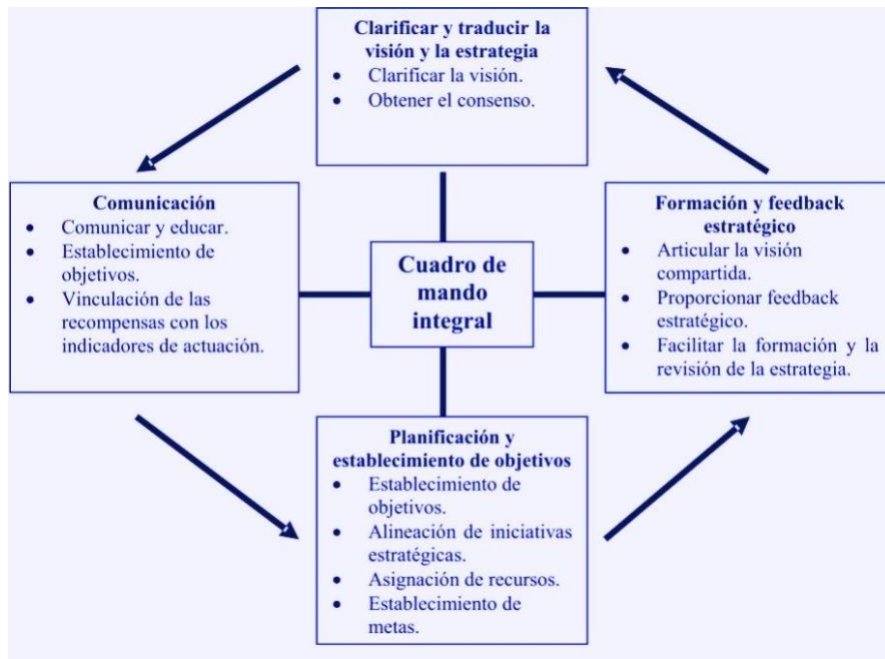 Clarificar y traducir la
visión y la estrategia
• Clarificar la visión.
• Obtener el consenso.
Comunicación
• Comunicar y educar.
• Establecimiento de
objetivos.
• Vinculación de las
recompensas con los
indicadores de actuación.
Cuadro de
mando
integral
Formación y feedback
estratégico
• Articular la visión
compartida.
• Proporcionar feedback
estratégico.
• Facilitar la formación y la
revisión de la estrategia.
Planificación y
establecimiento de objetivos
• Establecimiento de
objetivos.
• Alineación de iniciativas
estratégicas.
• Asignación de recursos.
• Establecimiento de
metas.